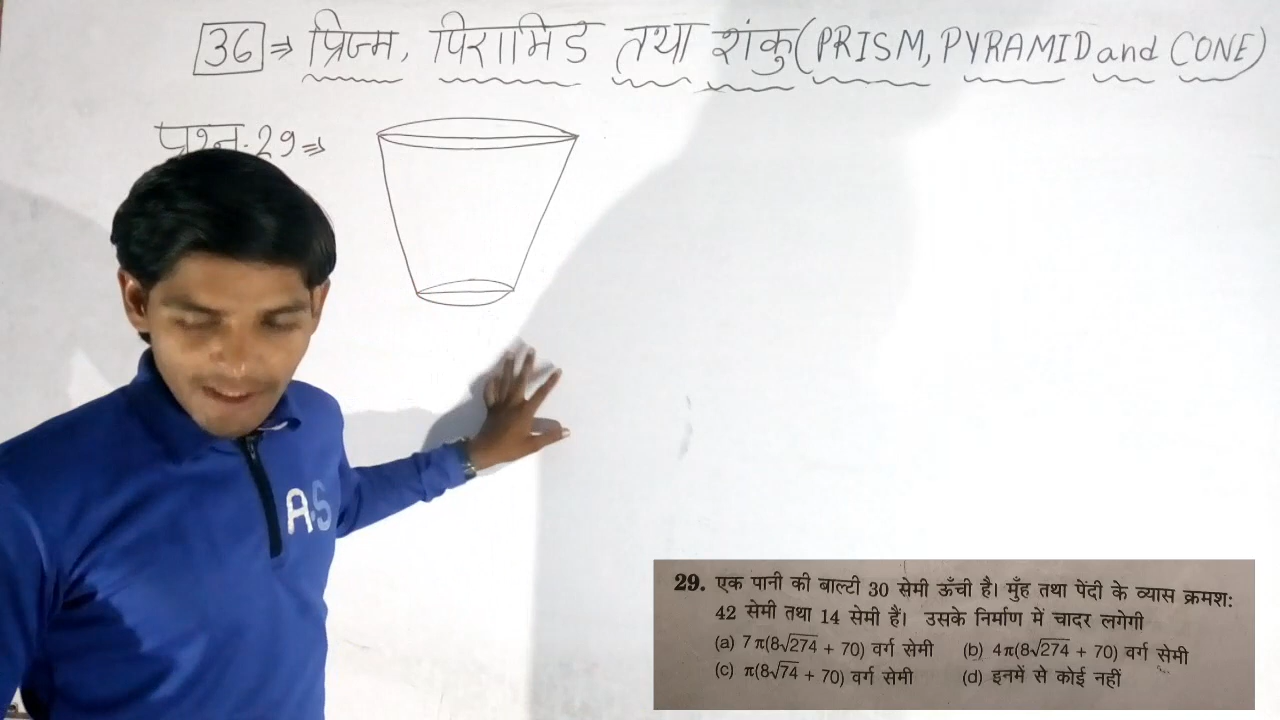 36 ⇒ प्रिज्म, पिरामिड तथा शंकु (PRISM, PYRAMID and CONE)
प्रश्न.29⇒
A.S
29. एक पानी की बाल्टी 30 सेमी ऊँची है। मुँह तथा पेंदी के व्यास क्रमश:
42 सेमी तथा 14 सेमी हैं। उसके निर्माण में चादर लगेगी
(a) 7π(8√274 + 70) वर्ग सेमी (b) 4π(8√274 + 70) वर्ग सेमी
(c) π(8√74 + 70) वर्ग सेमी (d) इनमें से कोई नहीं